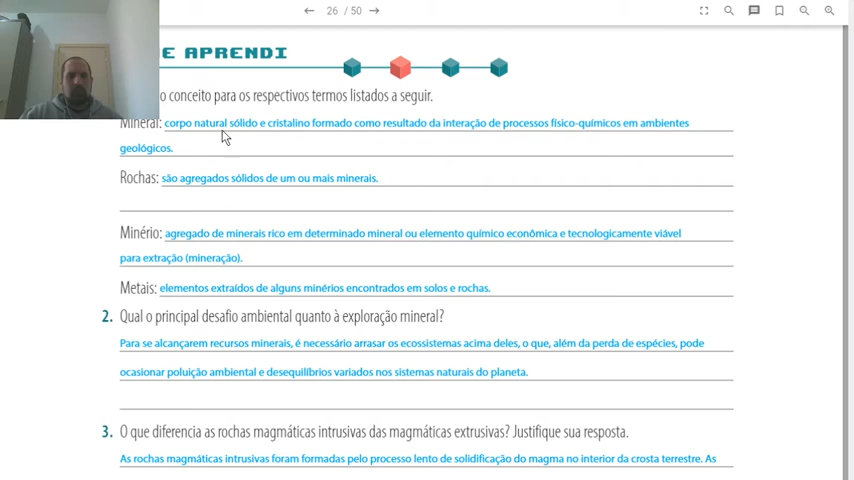 26 / 50
E APRENDI
o conceito para os respectivos termos listados a seguir.
Mineral: corpo natural sólido e cristalino formado como resultado da interação de processos físico-químicos em ambientes
geológicos.
Rochas: são agregados sólidos de um ou mais minerais.
Minério: agregado de minerais rico em determinado mineral ou elemento químico econômica e tecnologicamente viável
para extração (mineração).
Metais: elementos extraídos de alguns minérios encontrados em solos e rochas.
2. Qual o principal desafio ambiental quanto à exploração mineral?
Para se alcançarem recursos minerais, é necessário arrasar os ecossistemas acima deles, o que, além da perda de espécies, pode
ocasionar poluição ambiental e desequilíbrios variados nos sistemas naturais do planeta.
3. O que diferencia as rochas magmáticas intrusivas das magmáticas extrusivas? Justifique sua resposta.
As rochas magmáticas intrusivas foram formadas pelo processo lento de solidificação do magma no interior da crosta terrestre. As